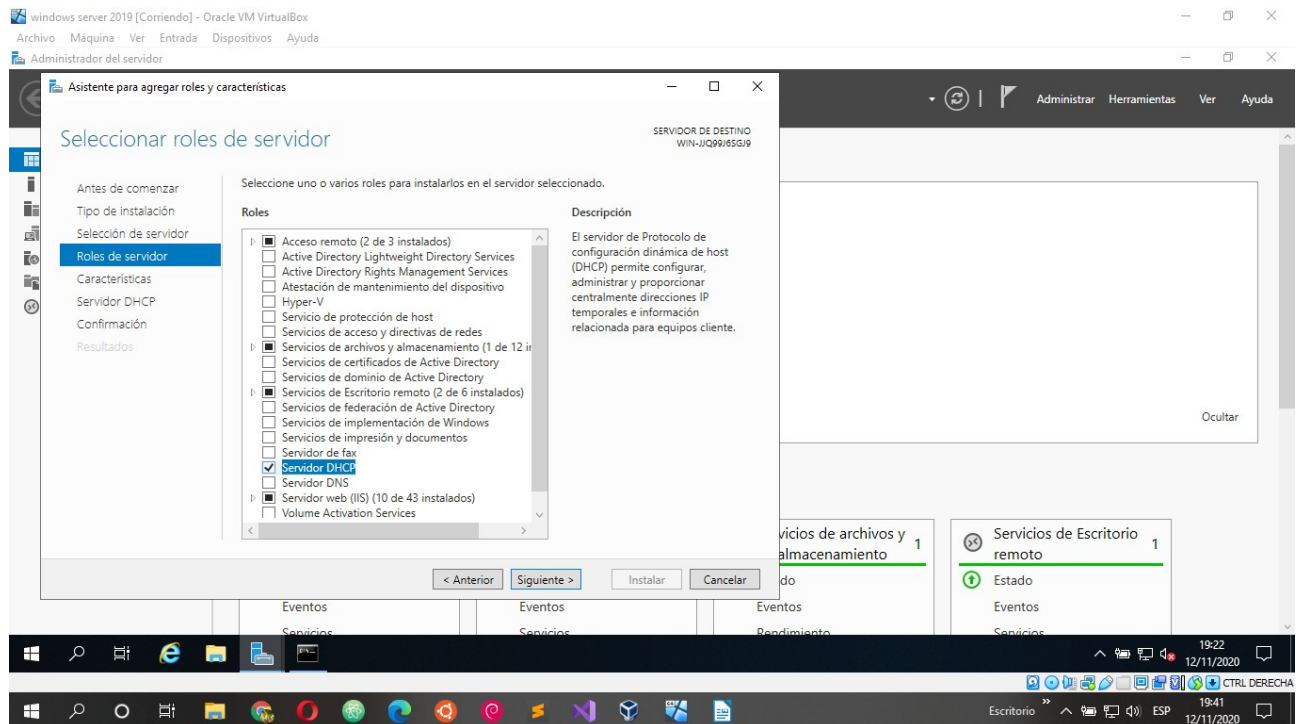 windows server 2019 [Corriendo] - Oracle VM VirtualBox
Archivo Máquina Ver Entrada Dispositivos Ayuda
Administrador del servidor
Administrar Herramientas Ver Ayuda
Asistente para agregar roles y características
Seleccionar roles de servidor
SERVIDOR DE DESTINO
WIN-JJQ99J6SGJ9
Antes de comenzar
Tipo de instalación
Selección de servidor
Roles de servidor
Características
Servidor DHCP
Confirmación
Resultados
Seleccione uno o varios roles para instalarlos en el servidor seleccionado.
Roles
Acceso remoto (2 de 3 instalados)
Active Directory Lightweight Directory Services
Active Directory Rights Management Services
Atestación de mantenimiento del dispositivo
Hyper-V
Servicio de protección de host
Servicios de acceso y directivas de redes
Servicios de archivos y almacenamiento (1 de 12 in
Servicios de certificados de Active Directory
Servicios de dominio de Active Directory
Servicios de Escritorio remoto (2 de 6 instalados)
Servicios de federación de Active Directory
Servicios de implementación de Windows
Servicios de impresión y documentos
Servidor de fax
Servidor DHCP
Servidor DNS
Servidor web (IIS) (10 de 43 instalados)
Volume Activation Services
Descripción
El servidor de Protocolo de
configuración dinámica de host
(DHCP) permite configurar,
administrar y proporcionar
centralmente direcciones IP
temporales e información
relacionada para equipos cliente.
< Anterior Siguiente > Instalar Cancelar
Ocultar
vicios de archivos y
almacenamiento
1
Servicios de Escritorio
remoto
1
do
Estado
Eventos
Eventos
Eventos
Eventos
Servicios
Servicios
Rendimiento
Servicios
19:22
12/11/2020
CTRL DERECHA
Escritorio
ESP
19:41
12/11/2020